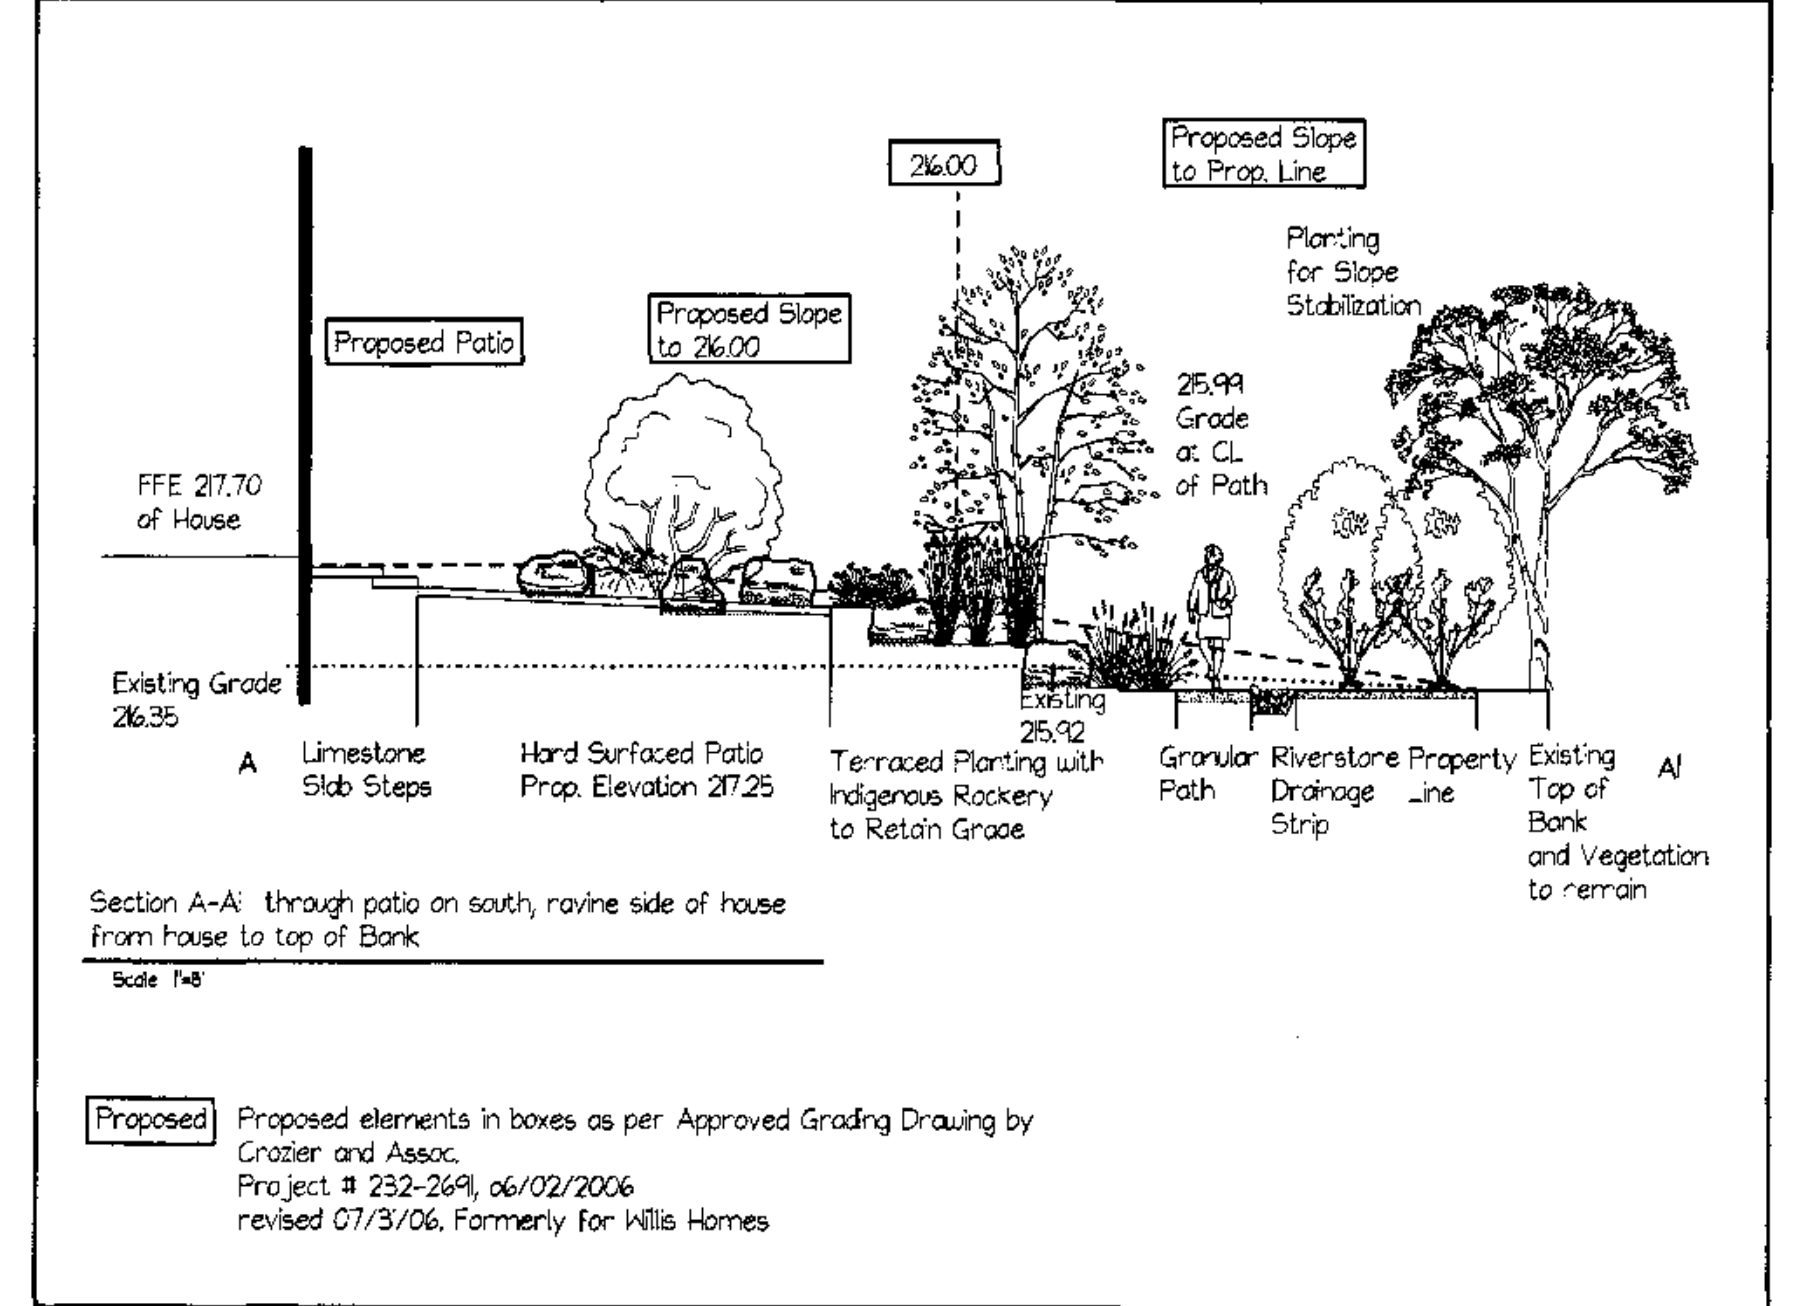 216.00
Proposed Slope
to Prop. Line
Planting
for Slope
Stabilization
Proposed Slope
to 216.00
Proposed Patio
215.99
Grade
at CL
of Path
FFE 217.70
of House
Existing Grade
216.35
Existing
215.92
A
Limestone
Slab Steps
Hard Surfaced Patio
Prop. Elevation 217.25
Terraced Planting with
Indigenous Rockery
to Retain Grade
Granular
Path
Riverstone
Drainage
Strip
Property
Line
Existing
Top of
Bank
and Vegetation
to remain
A'
Section A-A' through patio on south, ravine side of house
from house to top of Bank
Scale 1"=8'
Proposed
Proposed elements in boxes as per Approved Grading Drawing by
Crozier and Assoc.
Project # 232-2691, 06/02/2006
revised 07/3/06. Formerly for Willis Homes